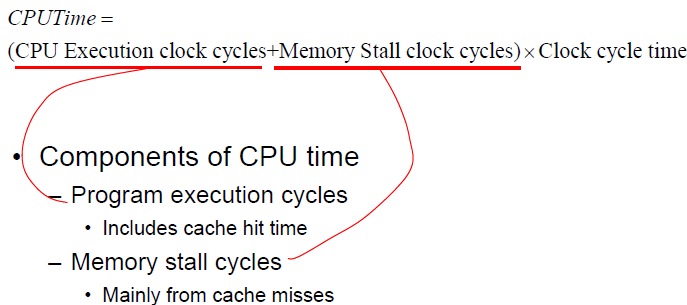 CPUTime =
(CPU Execution clock cycles+Memory Stall clock cycles)×Clock cycle time
• Components of CPU time
– Program execution cycles
• Includes cache hit time
– Memory stall cycles
• Mainly from cache misses